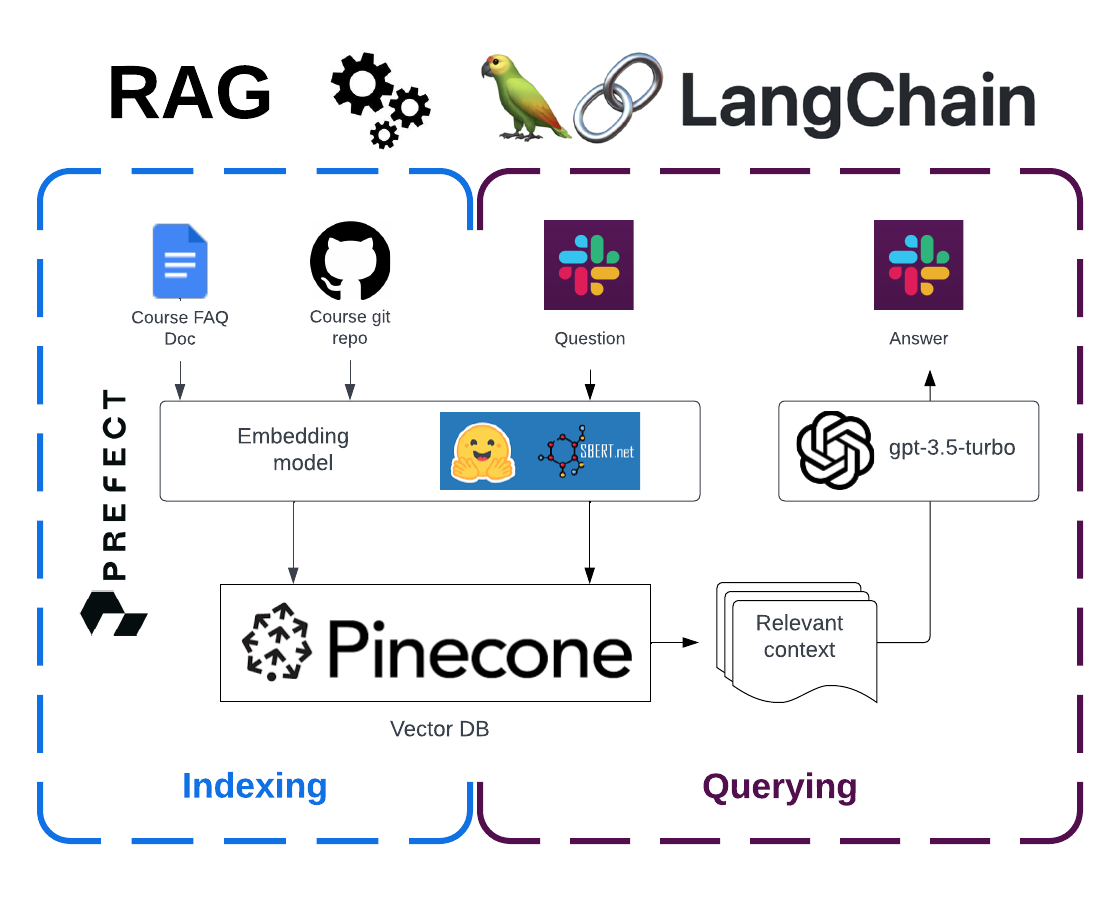 RAG
LangChain
Course FAQ
Doc
Course git
repo
Question
Answer
PREFECT
Embedding
model
SBERT.net
gpt-3.5-turbo
Pinecone
Relevant
context
Vector DB
Indexing
Querying